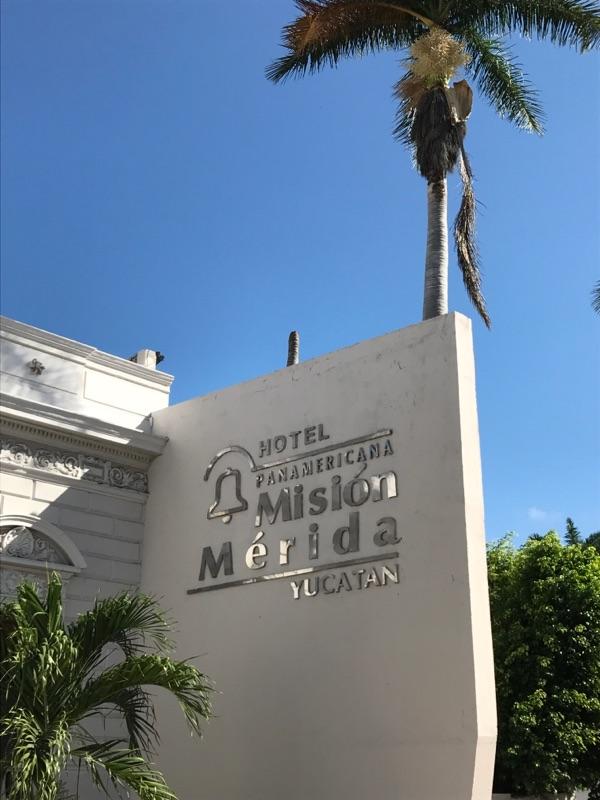 HOTEL
PANAMERICANA
Misión
Mérida
YUCATAN